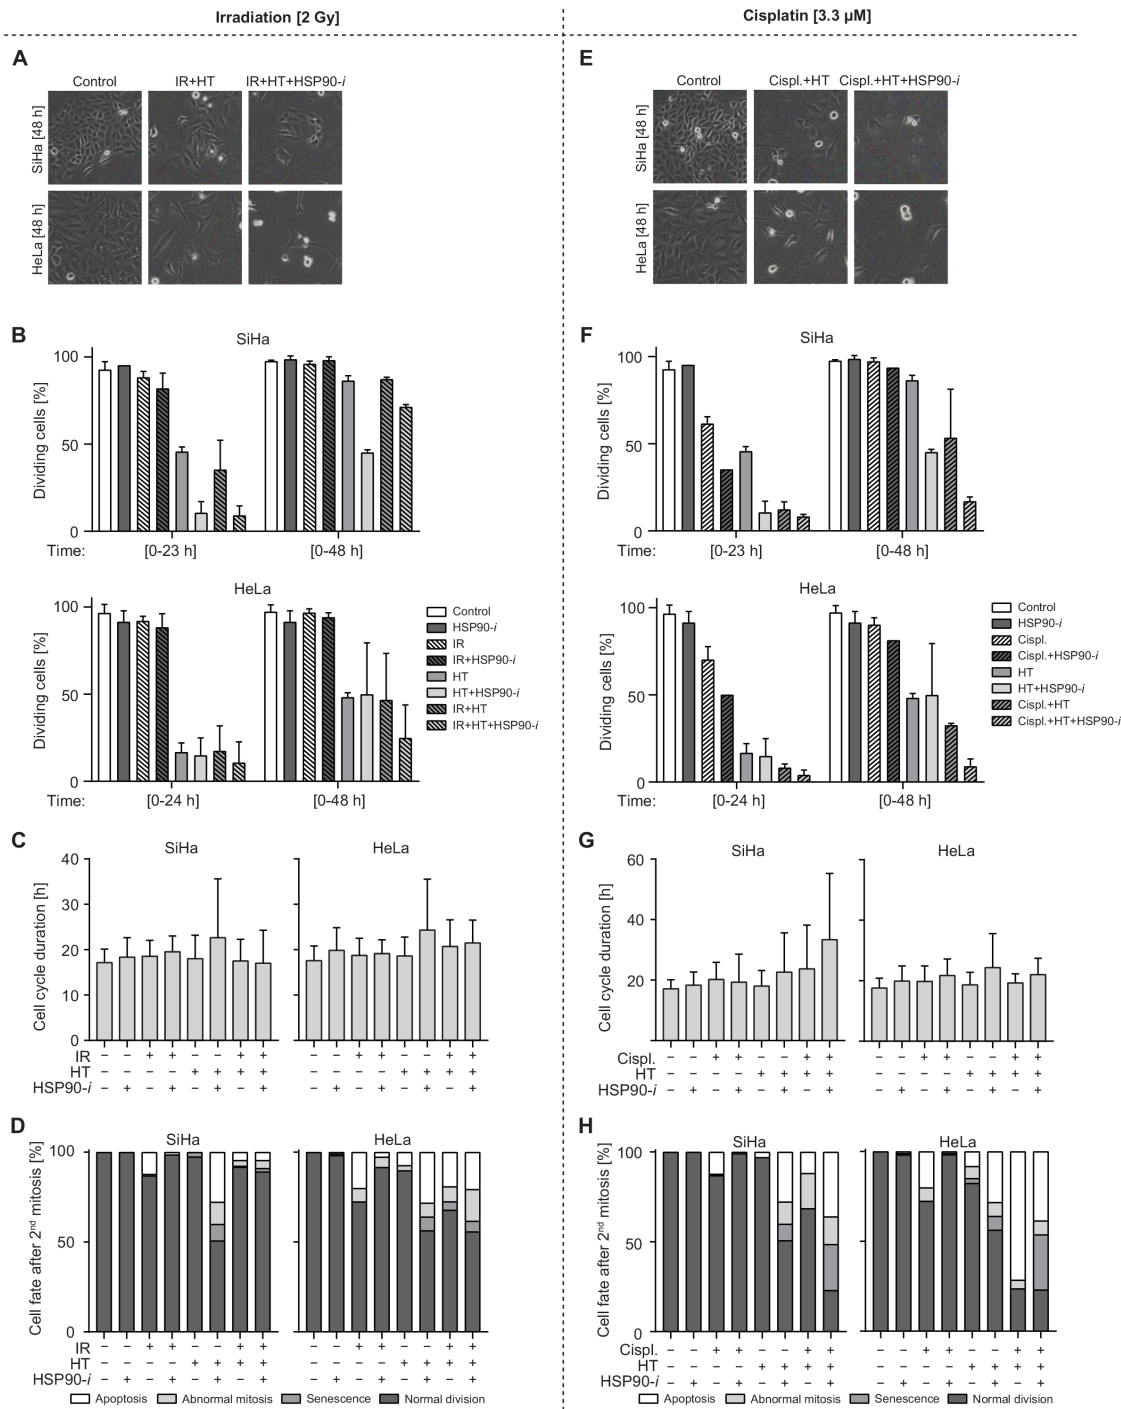 Irradiation [2 Gy]
Cisplatin [3.3 µM]
A
Control IR+HT IR+HT+HSP90-i
SiHa [48 h]
HeLa [48 h]
E
Control Cispl.+HT Cispl.+HT+HSP90-i
SiHa [48 h]
HeLa [48 h]
B
SiHa
Dividing cells [%]
100
50
0
Time: [0-23 h] [0-48 h]
HeLa
Dividing cells [%]
100
50
0
Time: [0-24 h] [0-48 h]
Control
HSP90-i
IR
IR+HSP90-i
HT
HT+HSP90-i
IR+HT
IR+HT+HSP90-i
F
SiHa
Dividing cells [%]
100
50
0
Time: [0-23 h] [0-48 h]
HeLa
Dividing cells [%]
100
50
0
Time: [0-24 h] [0-48 h]
Control
HSP90-i
Cispl.
Cispl.+HSP90-i
HT
HT+HSP90-i
Cispl.+HT
Cispl.+HT+HSP90-i
C
SiHa HeLa
Cell cycle duration [h]
40
30
20
10
0
IR − − + + − − + + − − + + − − + +
HT − − − − + + + + − − − − + + + +
HSP90-i − + − + − + − + − + − + − + − +
G
SiHa HeLa
Cell cycle duration [h]
60
40
20
Cispl. − − + + − − + + − − + + − − + +
HT − − − − + + + + − − − − + + + +
HSP90-i − + − + − + − + − + − + − + − +
D
SiHa HeLa
Cell fate after 2nd mitosis [%]
100
50
0
IR − − + + − − + + − − + + − − + +
HT − − − − + + + + − − − − + + + +
HSP90-i − + − + − + − + − + − + − + − +
Apoptosis Abnormal mitosis Senescence Normal division
H
SiHa HeLa
Cell fate after 2nd mitosis [%]
100
50
0
Cispl. − − + + − − + + − − + + − − + +
HT − − − − + + + + − − − − + + + +
HSP90-i − + − + − + − + − + − + − + − +
Apoptosis Abnormal mitosis Senescence Normal division